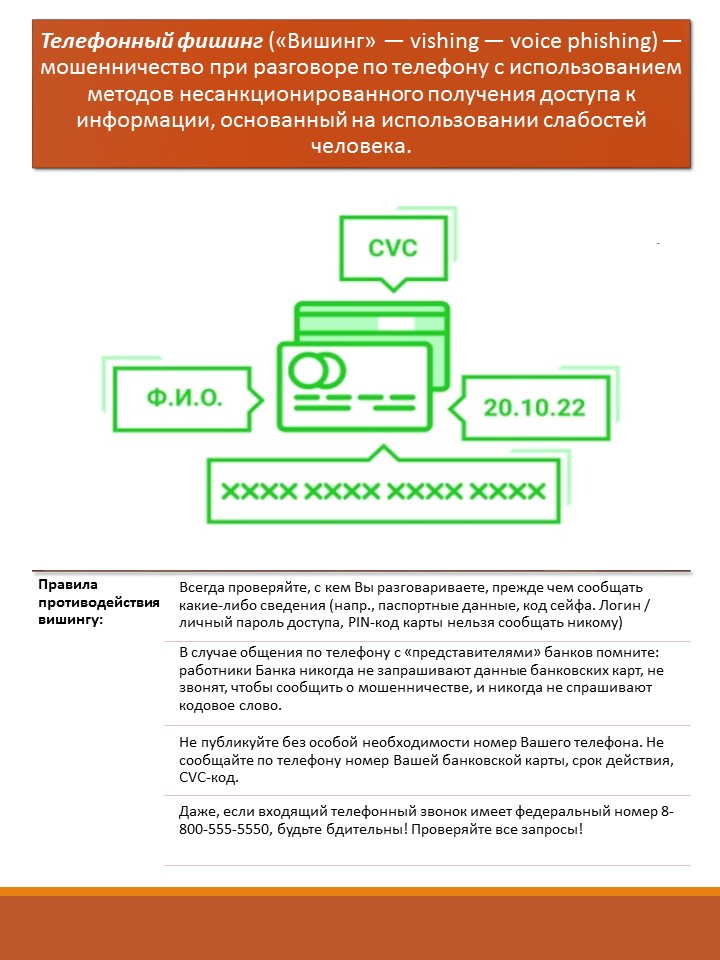 Телефонный фишинг («Вишинг» — vishing — voice phishing) —
мошенничество при разговоре по телефону с использованием
методов несанкционированного получения доступа к
информации, основанный на использовании слабостей
человека.
CVC
Ф.И.О.
20.10.22
XXXX XXXX XXXX XXXX
Правила
противодействия
вишингу:
Всегда проверяйте, с кем Вы разговариваете, прежде чем сообщать
какие-либо сведения (напр., паспортные данные, код сейфа. Логин /
личный пароль доступа, PIN-код карты нельзя сообщать никому)
В случае общения по телефону с «представителями» банков помните:
работники Банка никогда не запрашивают данные банковских карт, не
звонят, чтобы сообщить о мошенничестве, и никогда не спрашивают
кодовое слово.
Не публикуйте без особой необходимости номер Вашего телефона. Не
сообщайте по телефону номер Вашей банковской карты, срок действия,
CVC-код.
Даже, если входящий телефонный звонок имеет федеральный номер 8-
800-555-5550, будьте бдительны! Проверяйте все запросы!